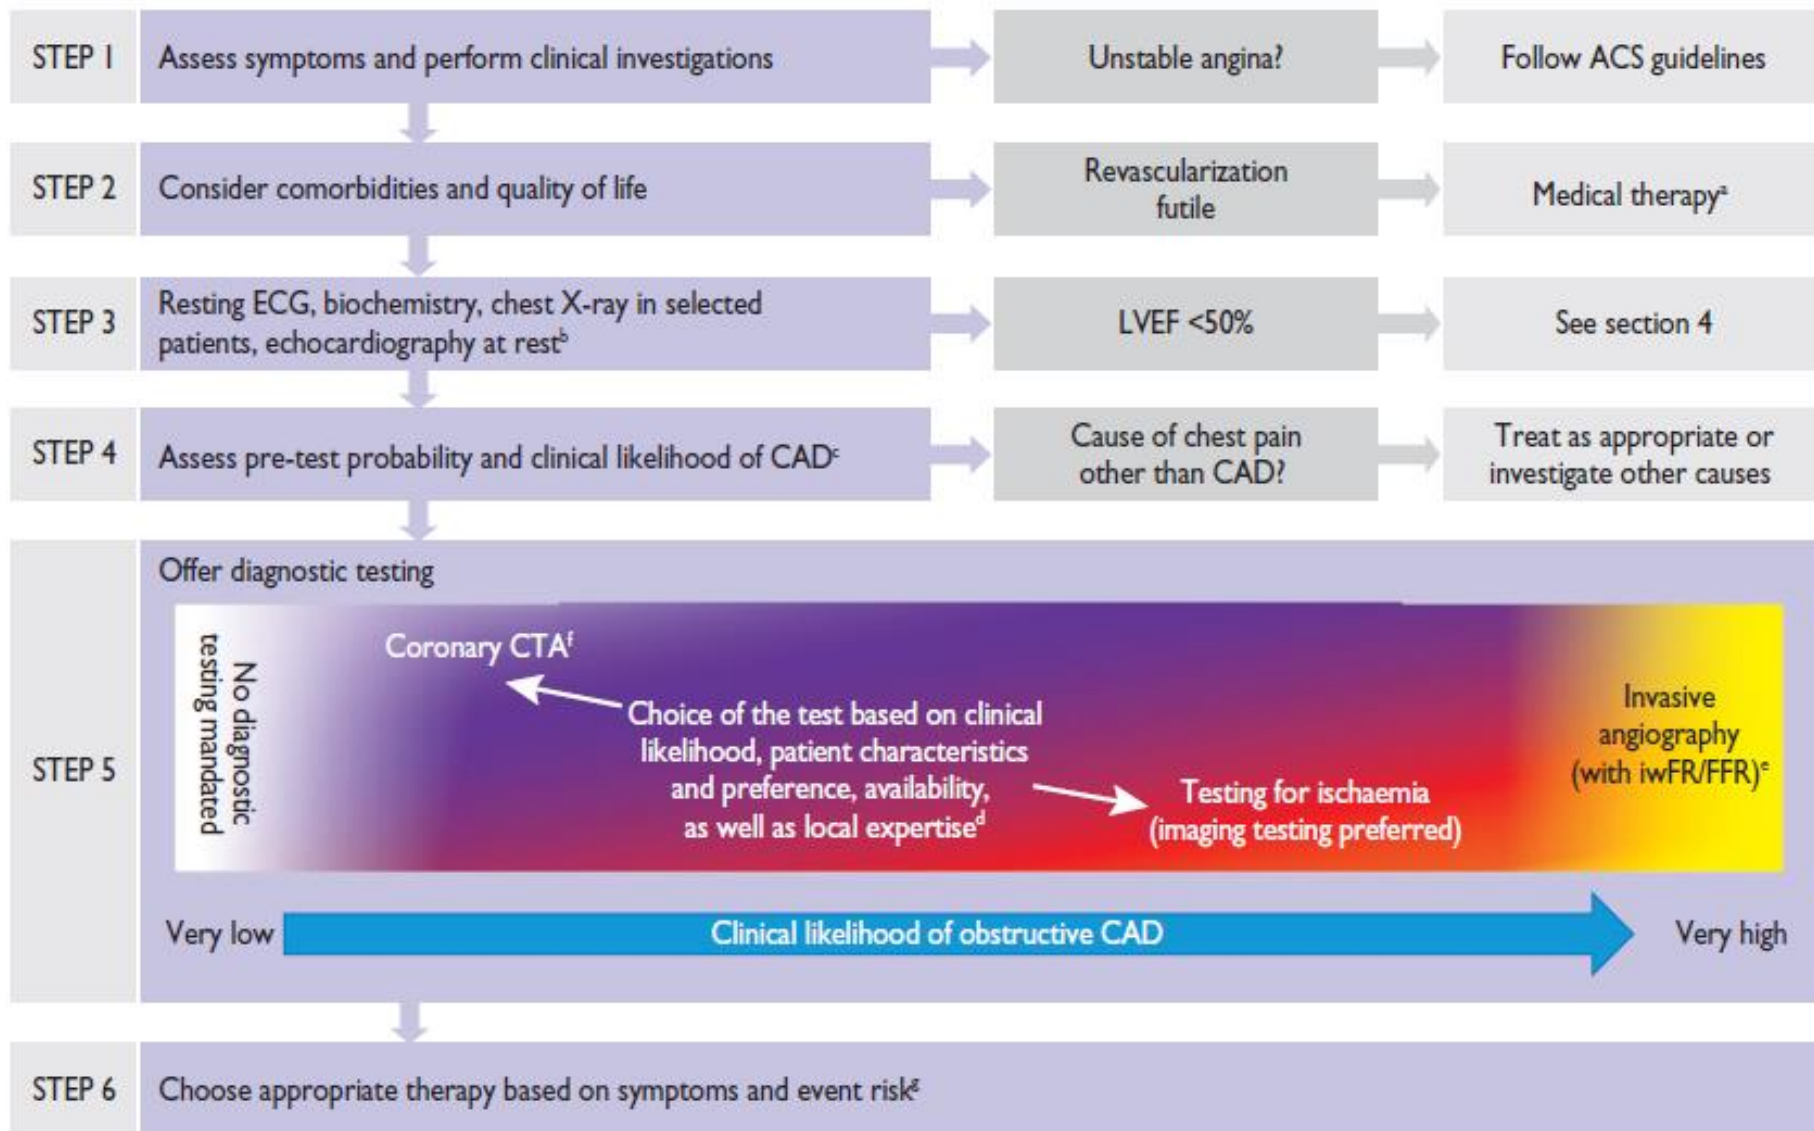 STEP 1
Assess symptoms and perform clinical investigations
Unstable angina?
Follow ACS guidelines
STEP 2
Consider comorbidities and quality of life
Revascularization
futile
Medical therapyᵃ
STEP 3
Resting ECG, biochemistry, chest X-ray in selected
patients, echocardiography at restᵇ
LVEF <50%
See section 4
STEP 4
Assess pre-test probability and clinical likelihood of CADᶜ
Cause of chest pain
other than CAD?
Treat as appropriate or
investigate other causes
STEP 5
Offer diagnostic testing
No diagnostic
testing mandated
Coronary CTAᶠ
Choice of the test based on clinical
likelihood, patient characteristics
and preference, availability,
as well as local expertiseᵈ
Testing for ischaemia
(imaging testing preferred)
Invasive
angiography
(with iwFR/FFR)ᵉ
Very low
Clinical likelihood of obstructive CAD
Very high
STEP 6
Choose appropriate therapy based on symptoms and event riskᵍ